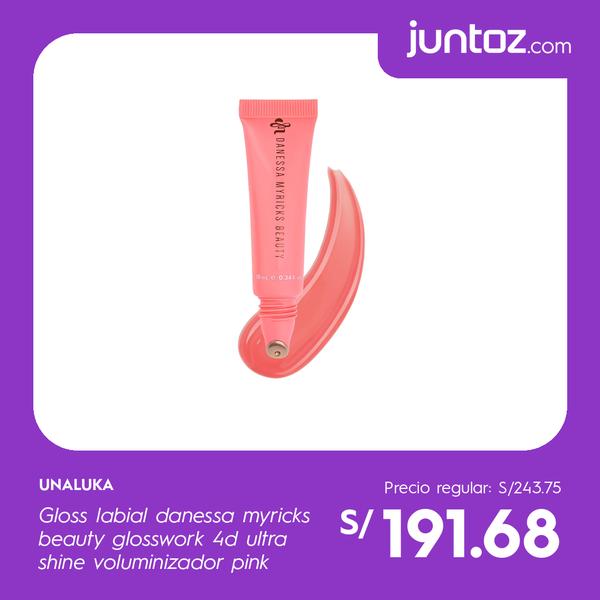 juntoz.com
DANESSA MYRICKS BEAUTY
UNALUKA
Gloss labial danessa myricks
beauty glosswork 4d ultra
shine voluminizador pink
Precio regular: S/243.75
S/191.68